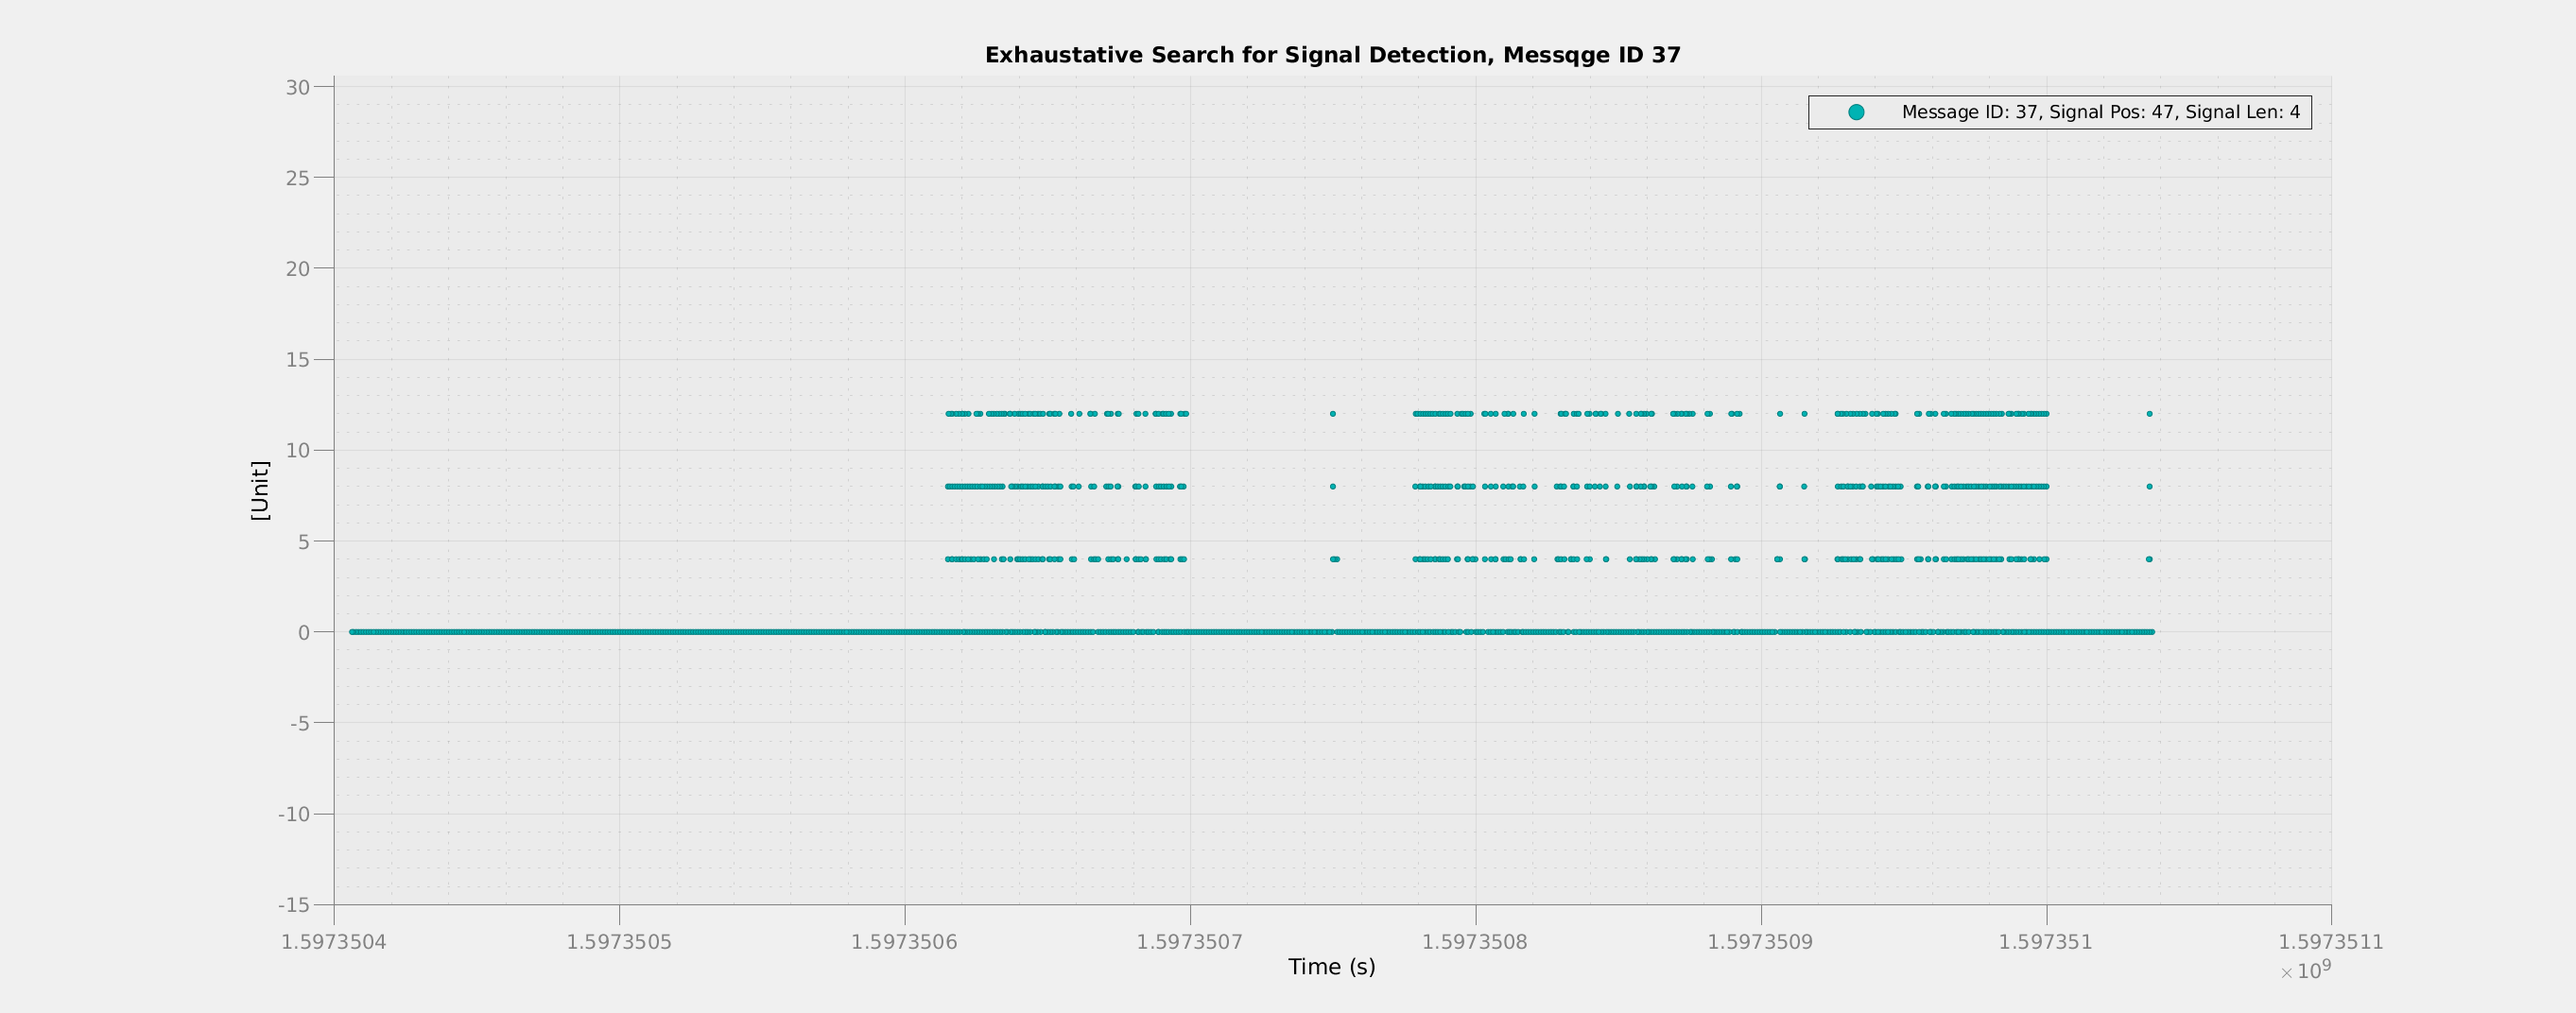 Exhaustative Search for Signal Detection, Messqge ID 37
Message ID: 37, Signal Pos: 47, Signal Len: 4
30
25
20
15
10
5
0
-5
-10
-15
[Unit]
1.5973504 1.5973505 1.5973506 1.5973507 1.5973508 1.5973509 1.597351 1.5973511
Time (s)
×10⁹